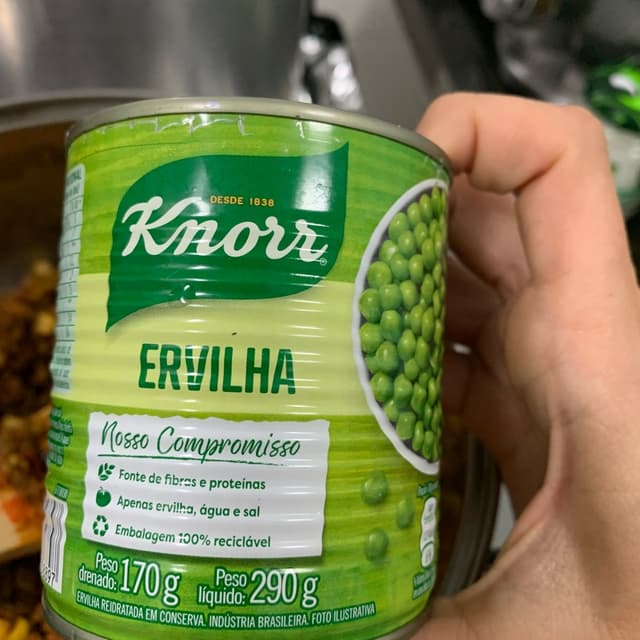 DESDE 1838
Knorr
ERVILHA
Nosso Compromisso
Fonte de fibras e proteínas
Apenas ervilha, água e sal
Embalagem 100% reciclável
Peso drenado: 170 g Peso líquido: 290 g
ERVILHA REIDRATADA EM CONSERVA. INDÚSTRIA BRASILEIRA. FOTO ILUSTRATIVA